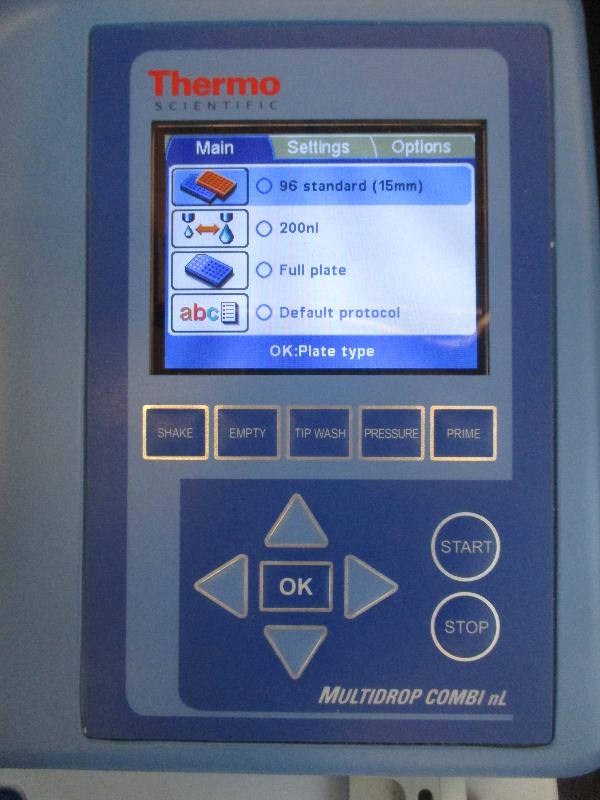 Thermo
SCIENTIFIC
Main Settings Options
96 standard (15mm)
200nl
Full plate
abc Default protocol
OK:Plate type
SHAKE EMPTY TIP WASH PRESSURE PRIME
START
OK
STOP
MULTIDROP COMBI nL